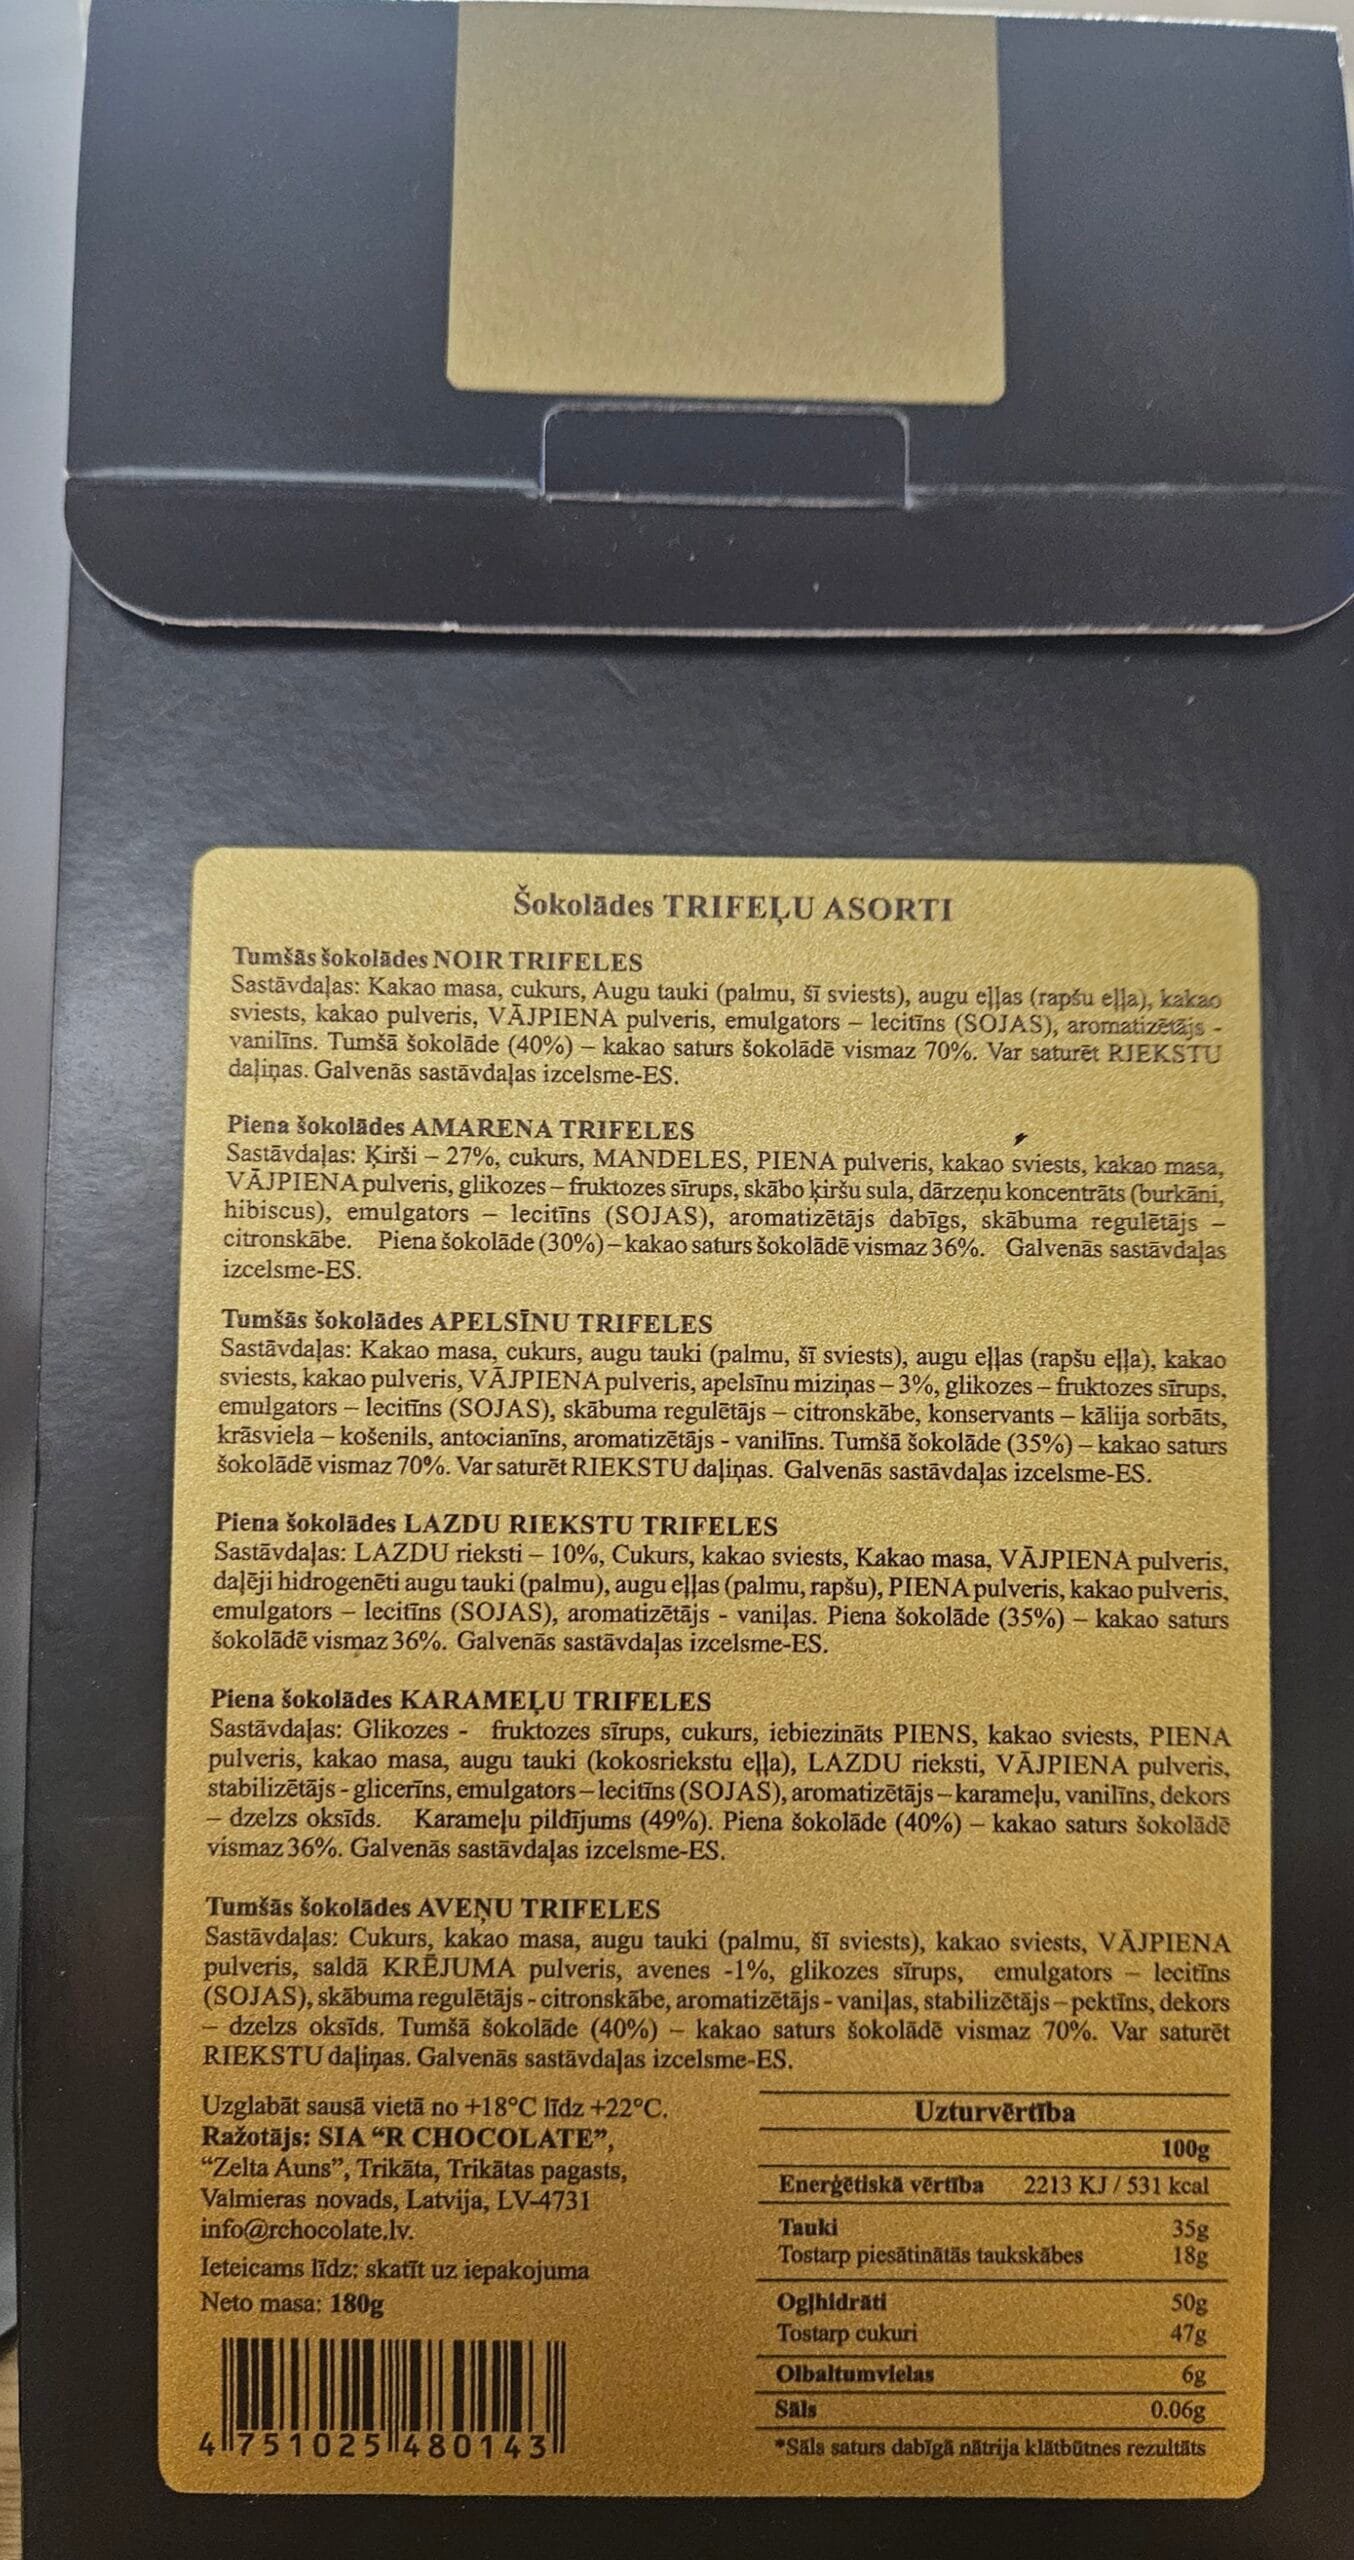 Šokolādes TRIFEĻU ASORTI
Tumšās šokolādes NOIR TRIFELES
Sastāvdaļas: Kakao masa, cukurs, Augu tauki (palmu, šī sviests), augu eļļas (rapšu eļļa), kakao
sviests, kakao pulveris, VĀJPIENA pulveris, emulgators – lecitīns (SOJAS), aromatizētājs -
vanilīns. Tumšā šokolāde (40%) – kakao saturs šokolādē vismaz 70%. Var saturēt RIEKSTU
daļiņas. Galvenās sastāvdaļas izcelsme-ES.
Piena šokolādes AMARENA TRIFELES
Sastāvdaļas: Ķirši – 27%, cukurs, MANDELES, PIENA pulveris, kakao sviests, kakao masa,
VĀJPIENA pulveris, glikozes – fruktozes sīrups, skābo ķiršu sula, dārzeņu koncentrāts (burkāni,
hibiscus), emulgators – lecitīns (SOJAS), aromatizētājs dabīgs, skābuma regulētājs –
citronskābe. Piena šokolāde (30%) – kakao saturs šokolādē vismaz 36%. Galvenās sastāvdaļas
izcelsme-ES.
Tumšās šokolādes APELSĪNU TRIFELES
Sastāvdaļas: Kakao masa, cukurs, augu tauki (palmu, šī sviests), augu eļļas (rapšu eļļa), kakao
sviests, kakao pulveris, VĀJPIENA pulveris, apelsīnu miziņas – 3%, glikozes – fruktozes sīrups,
emulgators – lecitīns (SOJAS), skābuma regulētājs – citronskābe, konservants – kālija sorbāts,
krāsviela – košenils, antocianīns, aromatizētājs - vanilīns. Tumšā šokolāde (35%) – kakao saturs
šokolādē vismaz 70%. Var saturēt RIEKSTU daļiņas. Galvenās sastāvdaļas izcelsme-ES.
Piena šokolādes LAZDU RIEKSTU TRIFELES
Sastāvdaļas: LAZDU rieksti – 10%, Cukurs, kakao sviests, Kakao masa, VĀJPIENA pulveris,
daļēji hidrogenēti augu tauki (palmu), augu eļļas (palmu, rapšu), PIENA pulveris, kakao pulveris,
emulgators – lecitīns (SOJAS), aromatizētājs - vaniļas. Piena šokolāde (35%) – kakao saturs
šokolādē vismaz 36%. Galvenās sastāvdaļas izcelsme-ES.
Piena šokolādes KARAMEĻU TRIFELES
Sastāvdaļas: Glikozes - fruktozes sīrups, cukurs, iebiezināts PIENS, kakao sviests, PIENA
pulveris, kakao masa, augu tauki (kokosriekstu eļļa), LAZDU rieksti, VĀJPIENA pulveris,
stabilizētājs - glicerīns, emulgators – lecitīns (SOJAS), aromatizētājs – karameļu, vanilīns, dekors
– dzelzs oksīds. Karameļu pildījums (49%). Piena šokolāde (40%) – kakao saturs šokolādē
vismaz 36%. Galvenās sastāvdaļas izcelsme-ES.
Tumšās šokolādes AVEŅU TRIFELES
Sastāvdaļas: Cukurs, kakao masa, augu tauki (palmu, šī sviests), kakao sviests, VĀJPIENA
pulveris, saldā KRĒJUMA pulveris, avenes -1%, glikozes sīrups, emulgators – lecitīns
(SOJAS), skābuma regulētājs - citronskābe, aromatizētājs - vaniļas, stabilizētājs – pektīns, dekors
– dzelzs oksīds. Tumšā šokolāde (40%) – kakao saturs šokolādē vismaz 70%. Var saturēt
RIEKSTU daļiņas. Galvenās sastāvdaļas izcelsme-ES.
Uzglabāt sausā vietā no +18°C līdz +22°C.
Ražotājs: SIA “R CHOCOLATE”,
“Zelta Auns”, Trikāta, Trikātas pagasts,
Valmieras novads, Latvija, LV-4731
info@rchocolate.lv.
Ieteicams līdz: skatīt uz iepakojuma
Neto masa: 180g
4 751025 480143
Uzturvērtība
100g
Enerģētiskā vērtība 2213 KJ / 531 kcal
Tauki 35g
Tostarp piesātinātās taukskābes 18g
Ogļhidrāti 50g
Tostarp cukuri 47g
Olbaltumvielas 6g
Sāls 0.06g
*Sāls saturs dabīgā nātrija klātbūtnes rezultāts